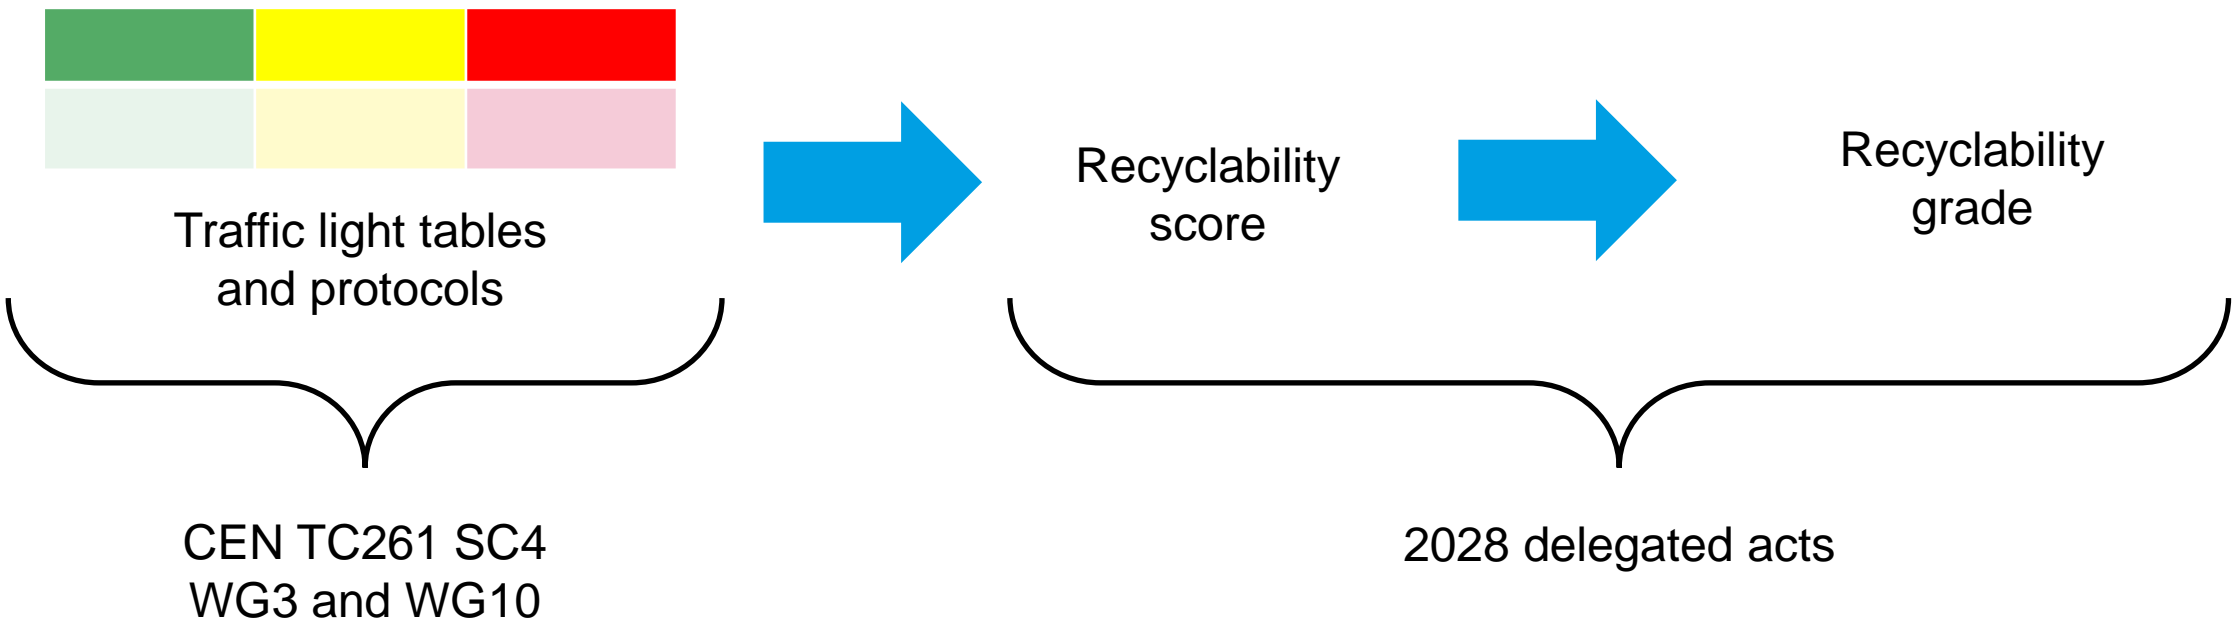 Traffic light tables
and protocols
Recyclability
score
Recyclability
grade
CEN TC261 SC4
WG3 and WG10
2028 delegated acts